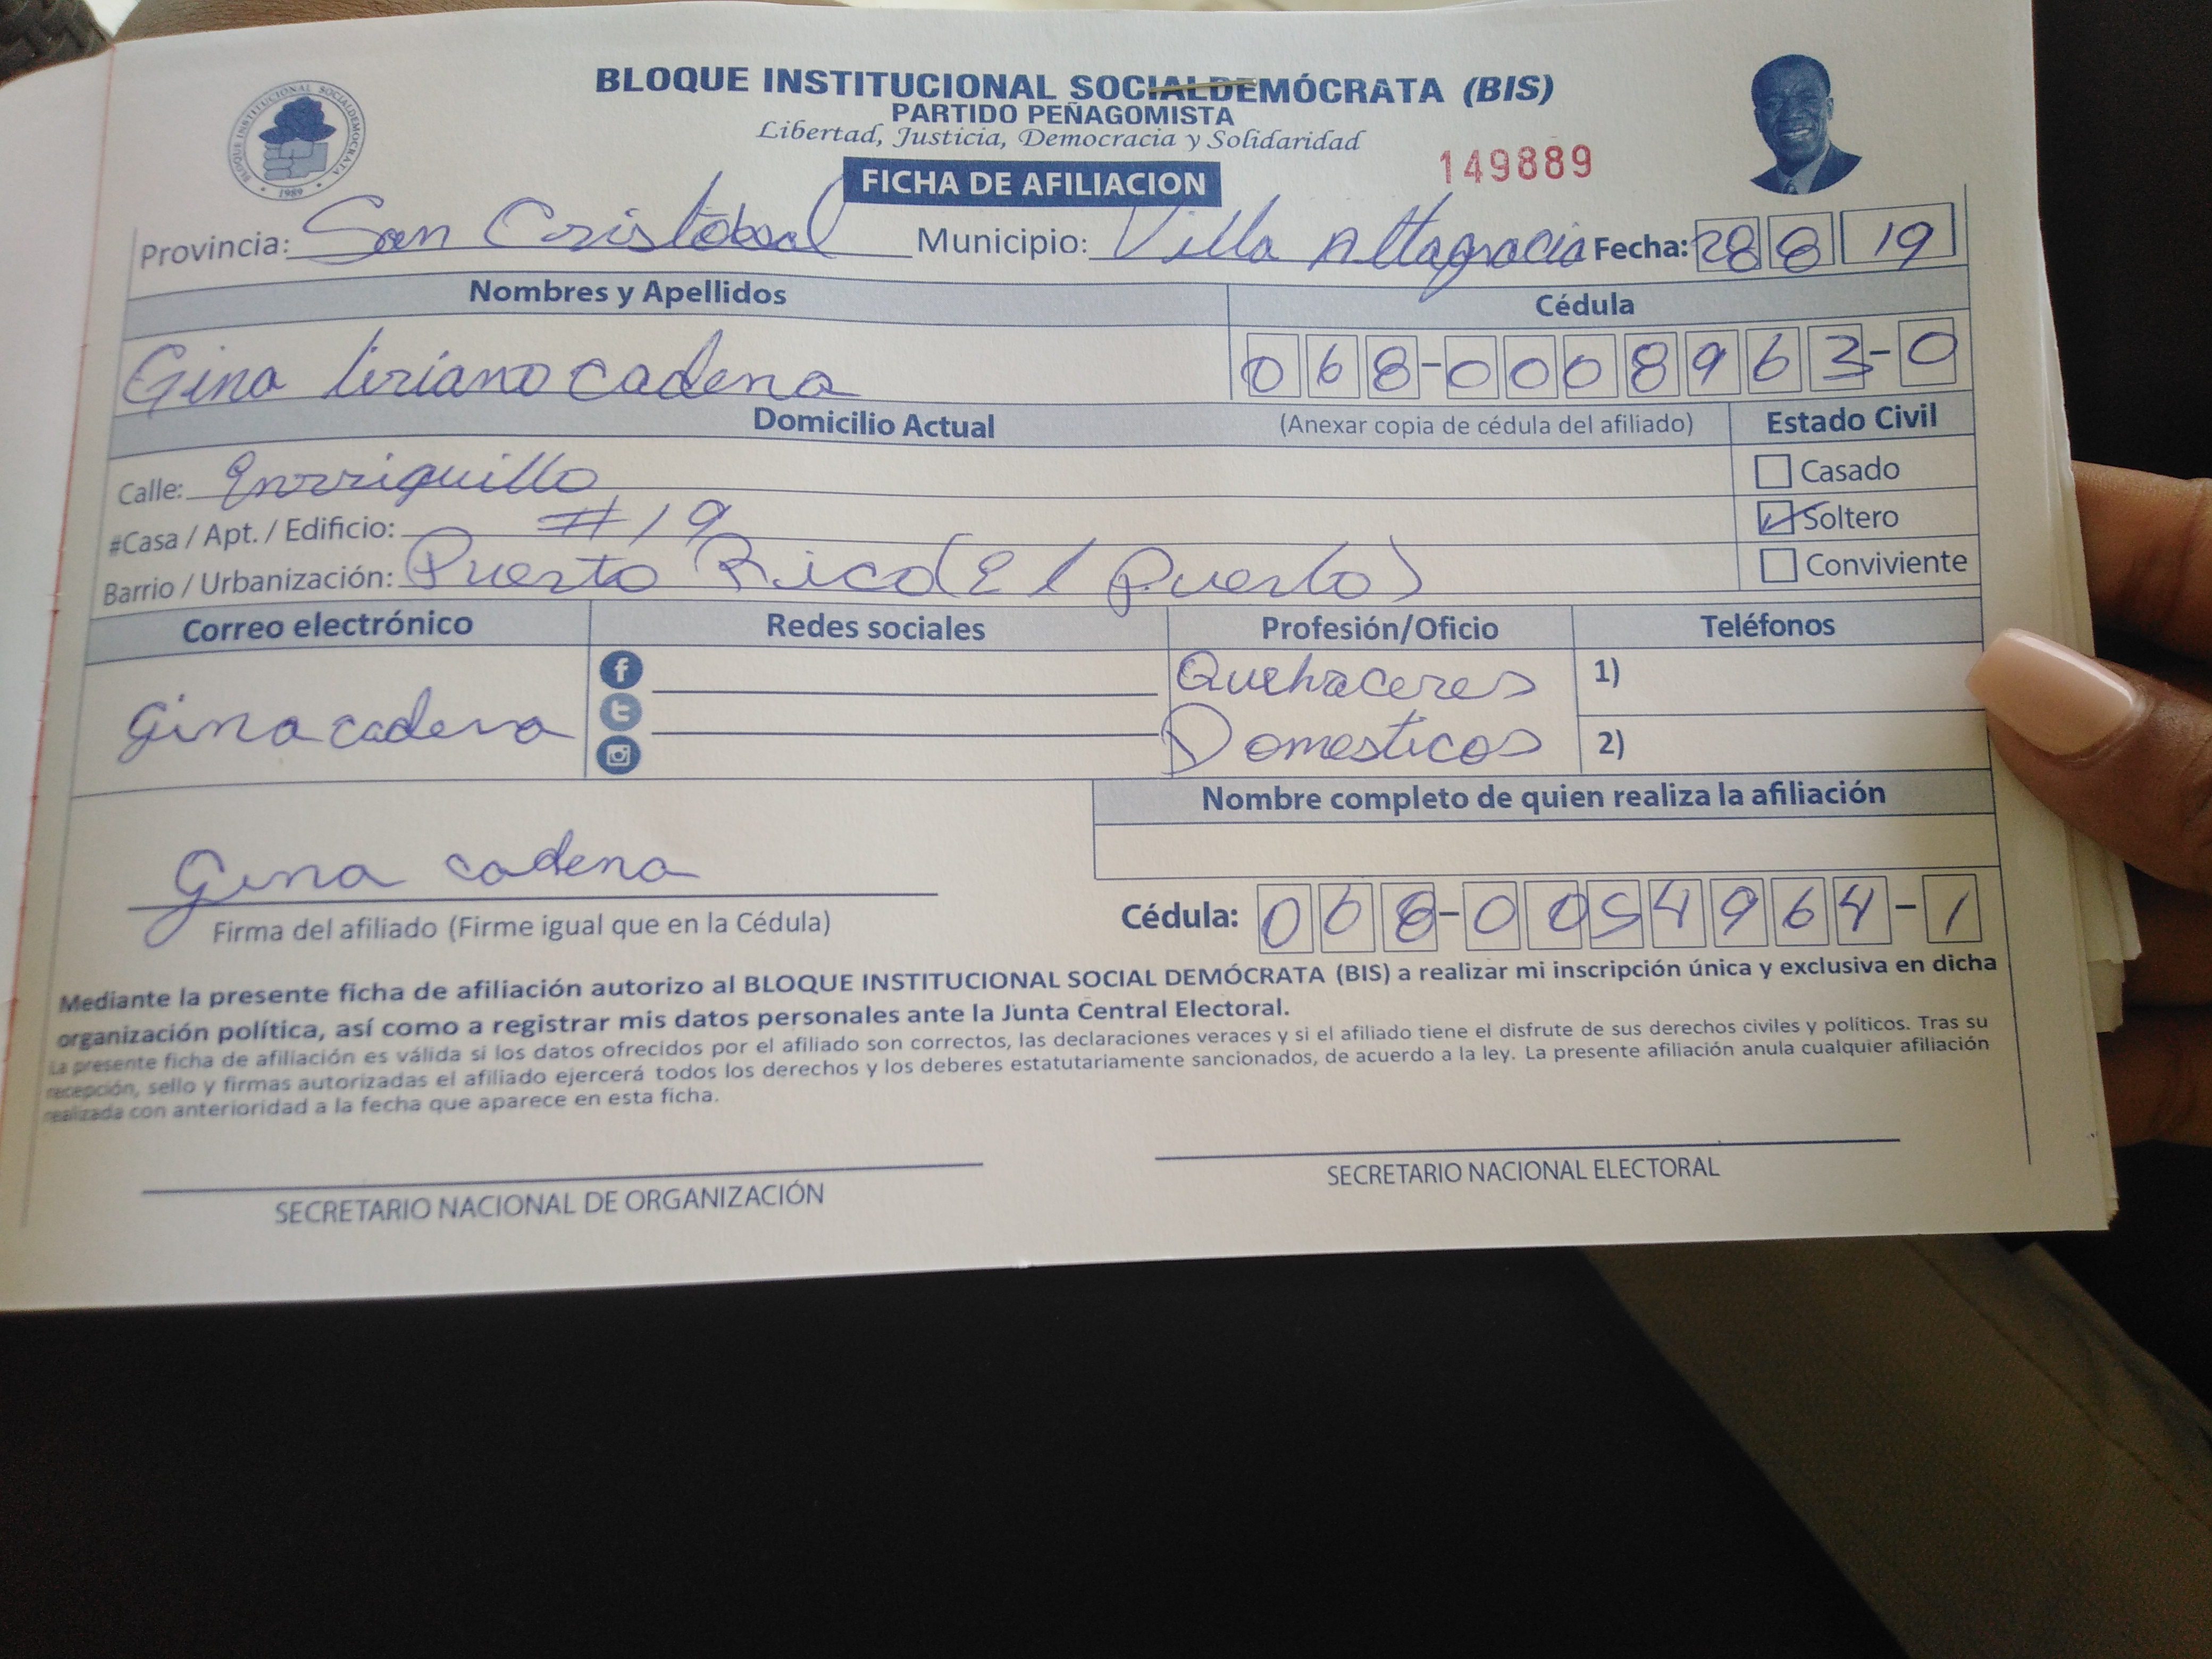 BLOQUE INSTITUCIONAL SOCIALDEMÓCRATA (BIS)
PARTIDO PEÑAGOMISTA
Libertad, Justicia, Democracia y Solidaridad
BLOQUE INSTITUCIONAL SOCIALDEMOCRATA
1989
149889
FICHA DE AFILIACION
Provincia: San Cristobal Municipio: Villa Altagracia Fecha: 28 8 19
Nombres y Apellidos Cédula
Gina liriano cadena 068-0008963-0
Domicilio Actual (Anexar copia de cédula del afiliado) Estado Civil
Calle: Enrriquillo Casado
#Casa / Apt. / Edificio: #19 Soltero
Barrio / Urbanización: Puerto Rico (El Puerto) Conviviente
Correo electrónico Redes sociales Profesión/Oficio Teléfonos
Gina cadena Quehaceres 1)
Domesticos 2)
Nombre completo de quien realiza la afiliación
Gina cadena
Firma del afiliado (Firme igual que en la Cédula) Cédula: 068-0054964-1
Mediante la presente ficha de afiliación autorizo al BLOQUE INSTITUCIONAL SOCIAL DEMÓCRATA (BIS) a realizar mi inscripción única y exclusiva en dicha
organización política, así como a registrar mis datos personales ante la Junta Central Electoral.
La presente ficha de afiliación es válida si los datos ofrecidos por el afiliado son correctos, las declaraciones veraces y si el afiliado tiene el disfrute de sus derechos civiles y políticos. Tras su
recepción, sello y firmas autorizadas el afiliado ejercerá todos los derechos y los deberes estatutariamente sancionados, de acuerdo a la ley. La presente afiliación anula cualquier afiliación
realizada con anterioridad a la fecha que aparece en esta ficha.
SECRETARIO NACIONAL DE ORGANIZACIÓN SECRETARIO NACIONAL ELECTORAL